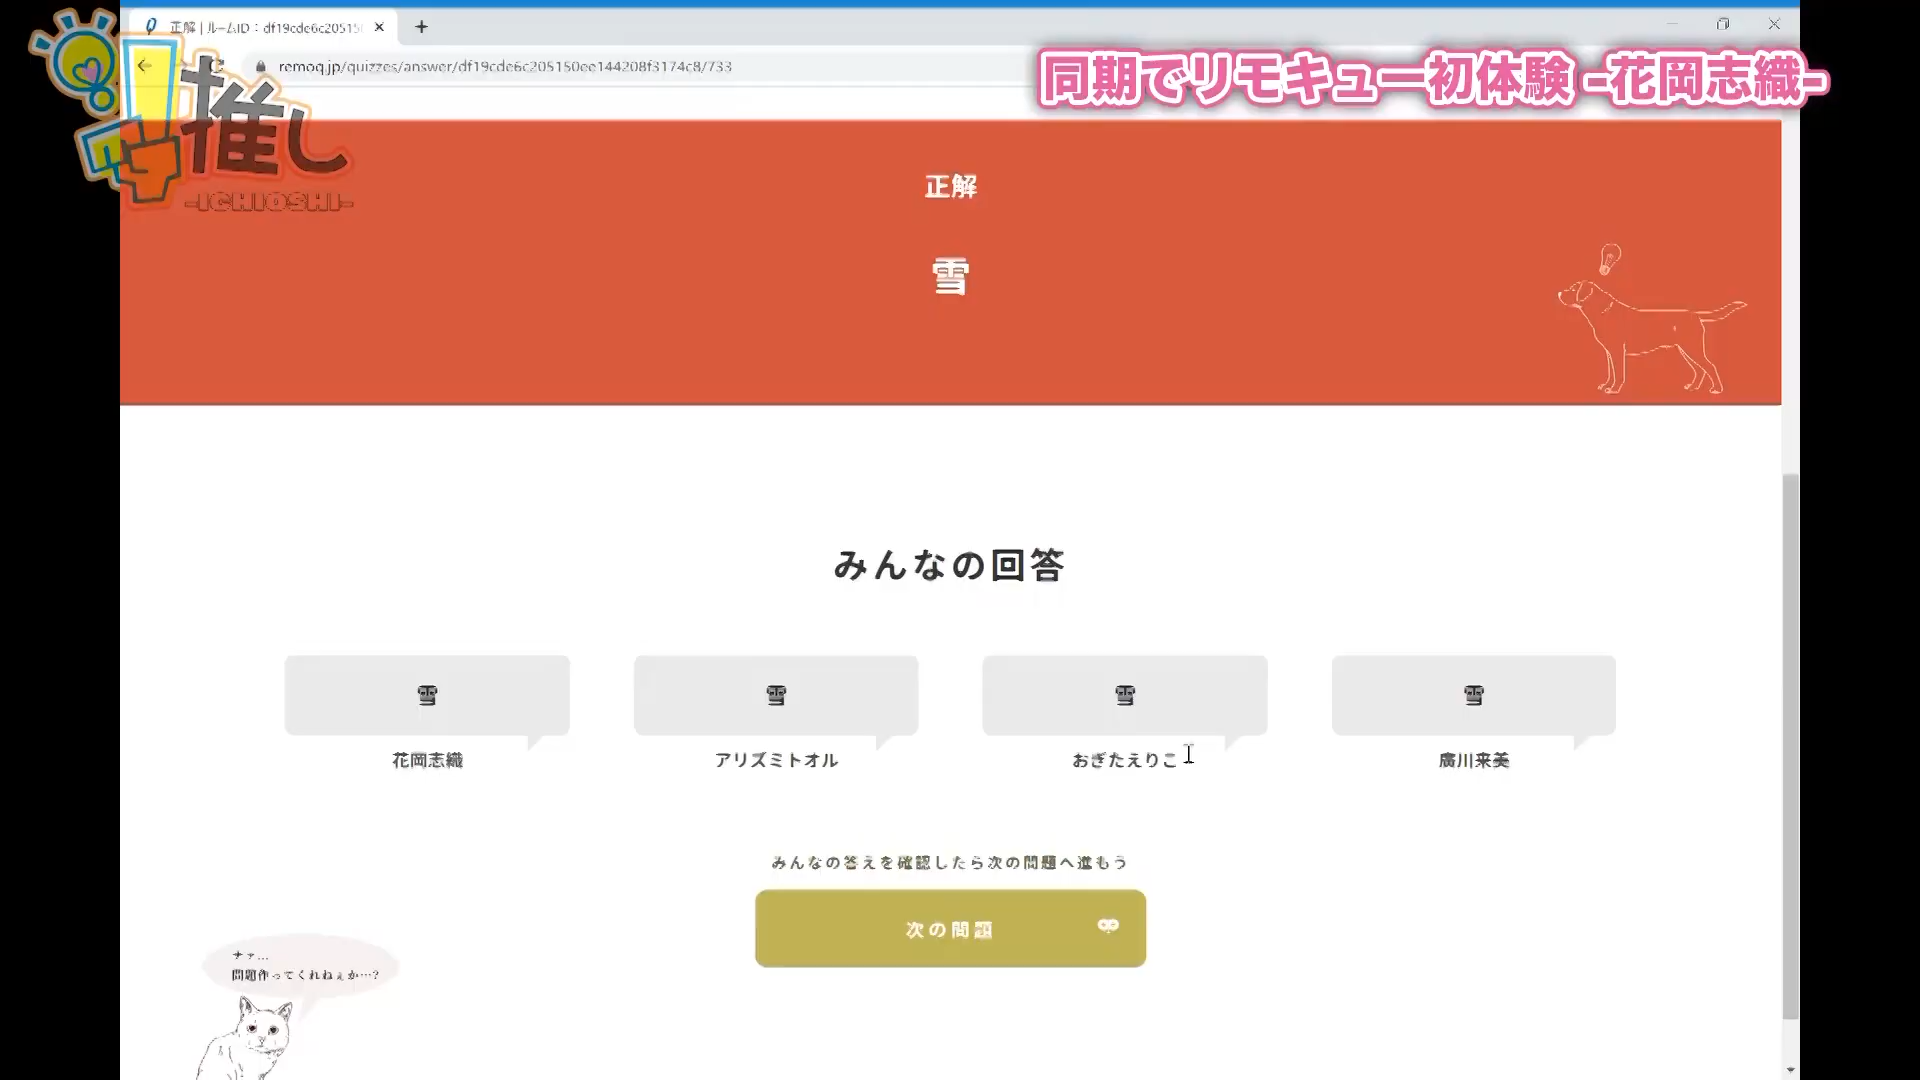 正解 | ルームID : df19cde6c20515
remoq.jp/quizzes/answer/df19cde6c205150ee144208f3174c8/733
推し
-ICHIOSHI-
同期でリモキュー初体験 -花岡志織-
正解
雪
みんなの回答
雪
雪
雪
雪
花岡志織
アリズミトオル
おぎたえりこ
廣川来美
みんなの答えを確認したら次の問題へ進もう
次の問題
ナァ...
問題作ってくれねぇか…?